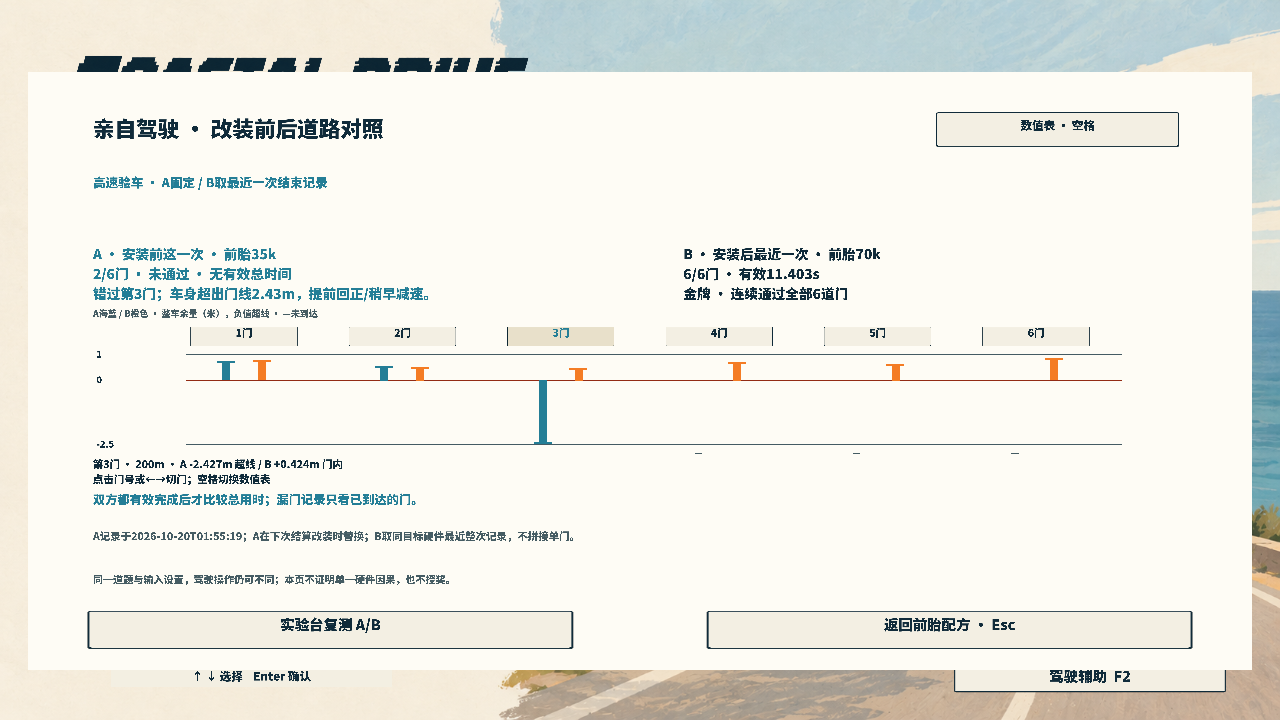 COASTAL DRIVE
亲自驾驶 · 改装前后道路对照
数值表 · 空格
高速验车 · A固定 / B取最近一次结束记录
A · 安装前这一次 · 前胎35k
2/6门 · 未通过 · 无有效总时间
错过第3门；车身超出门线2.43m，提前回正/稍早减速。
B · 安装后最近一次 · 前胎70k
6/6门 · 有效11.403s
金牌 · 连续通过全部6道门
A海蓝 / B橙色 · 整车余量（米），负值超线 · —未到达
1门 2门 3门 4门 5门 6门
1
0
-2.5
— — —
第3门 · 200m · A -2.427m 超线 / B +0.424m 门内
点击门号或←→切门；空格切换数值表
双方都有效完成后才比较总用时；漏门记录只看已到达的门。
A记录于2026-10-20T01:55:19；A在下次结算改装时替换；B取同目标硬件最近整次记录，不拼接单门。
同一道题与输入设置，驾驶操作仍可不同；本页不证明单一硬件因果，也不授奖。
实验台复测 A/B
返回前胎配方 · Esc
↑ ↓ 选择 Enter 确认
驾驶辅助 F2